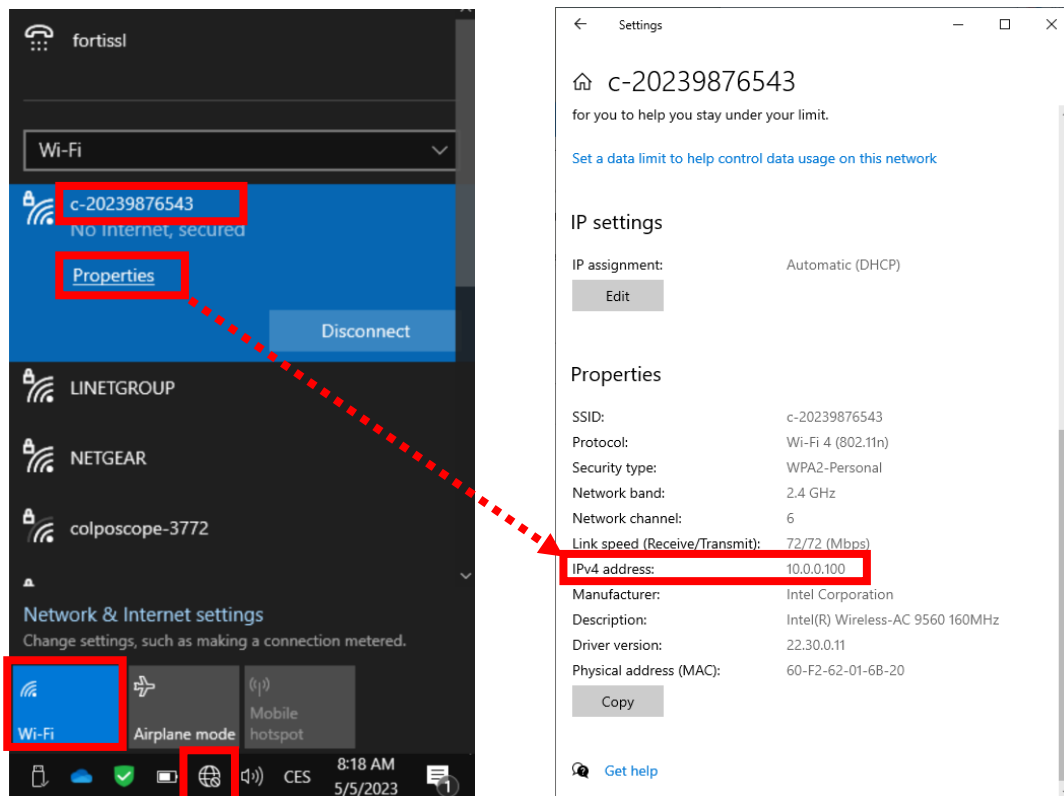 fortissl
Wi-Fi
c-20239876543
No Internet, secured
Properties
Disconnect
LINETGROUP
NETGEAR
colposcope-3772
Network & Internet settings
Change settings, such as making a connection metered.
Wi-Fi
Airplane mode
Mobile
hotspot
CES
8:18 AM
5/5/2023
1
Settings
c-20239876543
for you to help you stay under your limit.
Set a data limit to help control data usage on this network
IP settings
IP assignment: Automatic (DHCP)
Edit
Properties
SSID: c-20239876543
Protocol: Wi-Fi 4 (802.11n)
Security type: WPA2-Personal
Network band: 2.4 GHz
Network channel: 6
Link speed (Receive/Transmit): 72/72 (Mbps)
IPv4 address: 10.0.0.100
Manufacturer: Intel Corporation
Description: Intel(R) Wireless-AC 9560 160MHz
Driver version: 22.30.0.11
Physical address (MAC): 60-F2-62-01-6B-20
Copy
Get help